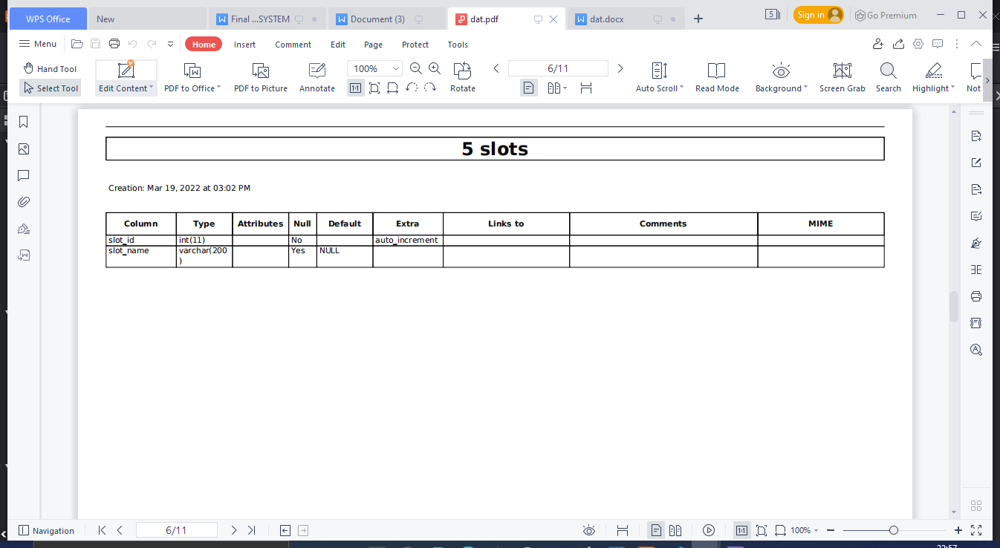 WPS Office New Final ...SYSTEM Document (3) dat.pdf dat.docx 5 Sign in Go Premium
Menu Home Insert Comment Edit Page Protect Tools
Hand Tool
Select Tool Edit Content PDF to Office PDF to Picture Annotate 100% 1:1 Rotate 6/11 Auto Scroll Read Mode Background Screen Grab Search Highlight Not
5 slots
Creation: Mar 19, 2022 at 03:02 PM
Column Type Attributes Null Default Extra Links to Comments MIME
slot_id int(11) No auto_increment
slot_name varchar(200 Yes NULL
)
Navigation 6/11 1:1 100%